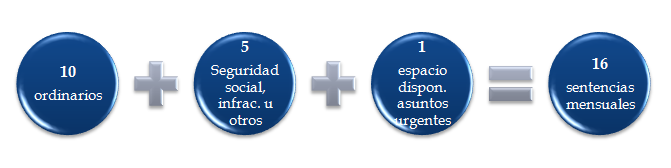 10
ordinarios
5
Seguridad
social,
infrac. u
otros
1
espacio
dispon.
asuntos
urgentes
16
sentencias
mensuales